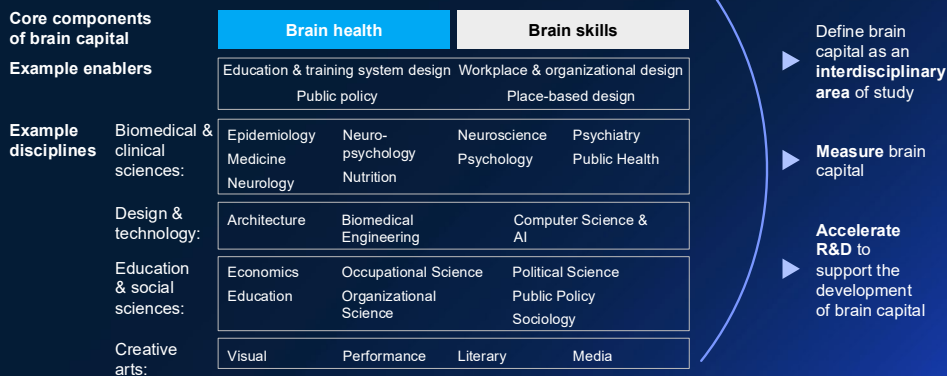 Core components
of brain capital
Brain health
Brain skills
Example enablers
Education & training system design
Workplace & organizational design
Public policy
Place-based design
Example
disciplines
Biomedical &
clinical
sciences:
Epidemiology
Medicine
Neurology
Neuro-
psychology
Nutrition
Neuroscience
Psychology
Psychiatry
Public Health
Design &
technology:
Architecture
Biomedical
Engineering
Computer Science &
AI
Education
& social
sciences:
Economics
Education
Occupational Science
Organizational
Science
Political Science
Public Policy
Sociology
Creative
arts:
Visual
Performance
Literary
Media
Define brain
capital as an
interdisciplinary
area of study
Measure brain
capital
Accelerate
R&D to
support the
development
of brain capital